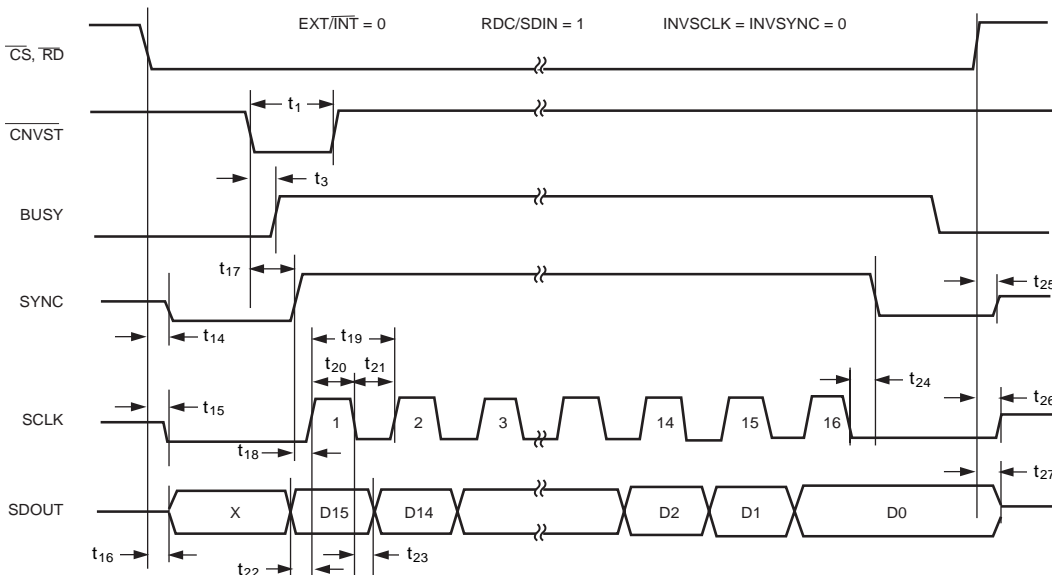 EXT/INT = 0 RDC/SDIN = 1 INVSCLK = INVSYNC = 0
CS, RD
t1
CNVST
t3
BUSY
t17
SYNC
t25
t14
t19
t20 t21
t24
t15
t26
SCLK
1 2 3 14 15 16
t18
t27
SDOUT
X D15 D14 D2 D1 D0
t16
t22
t23